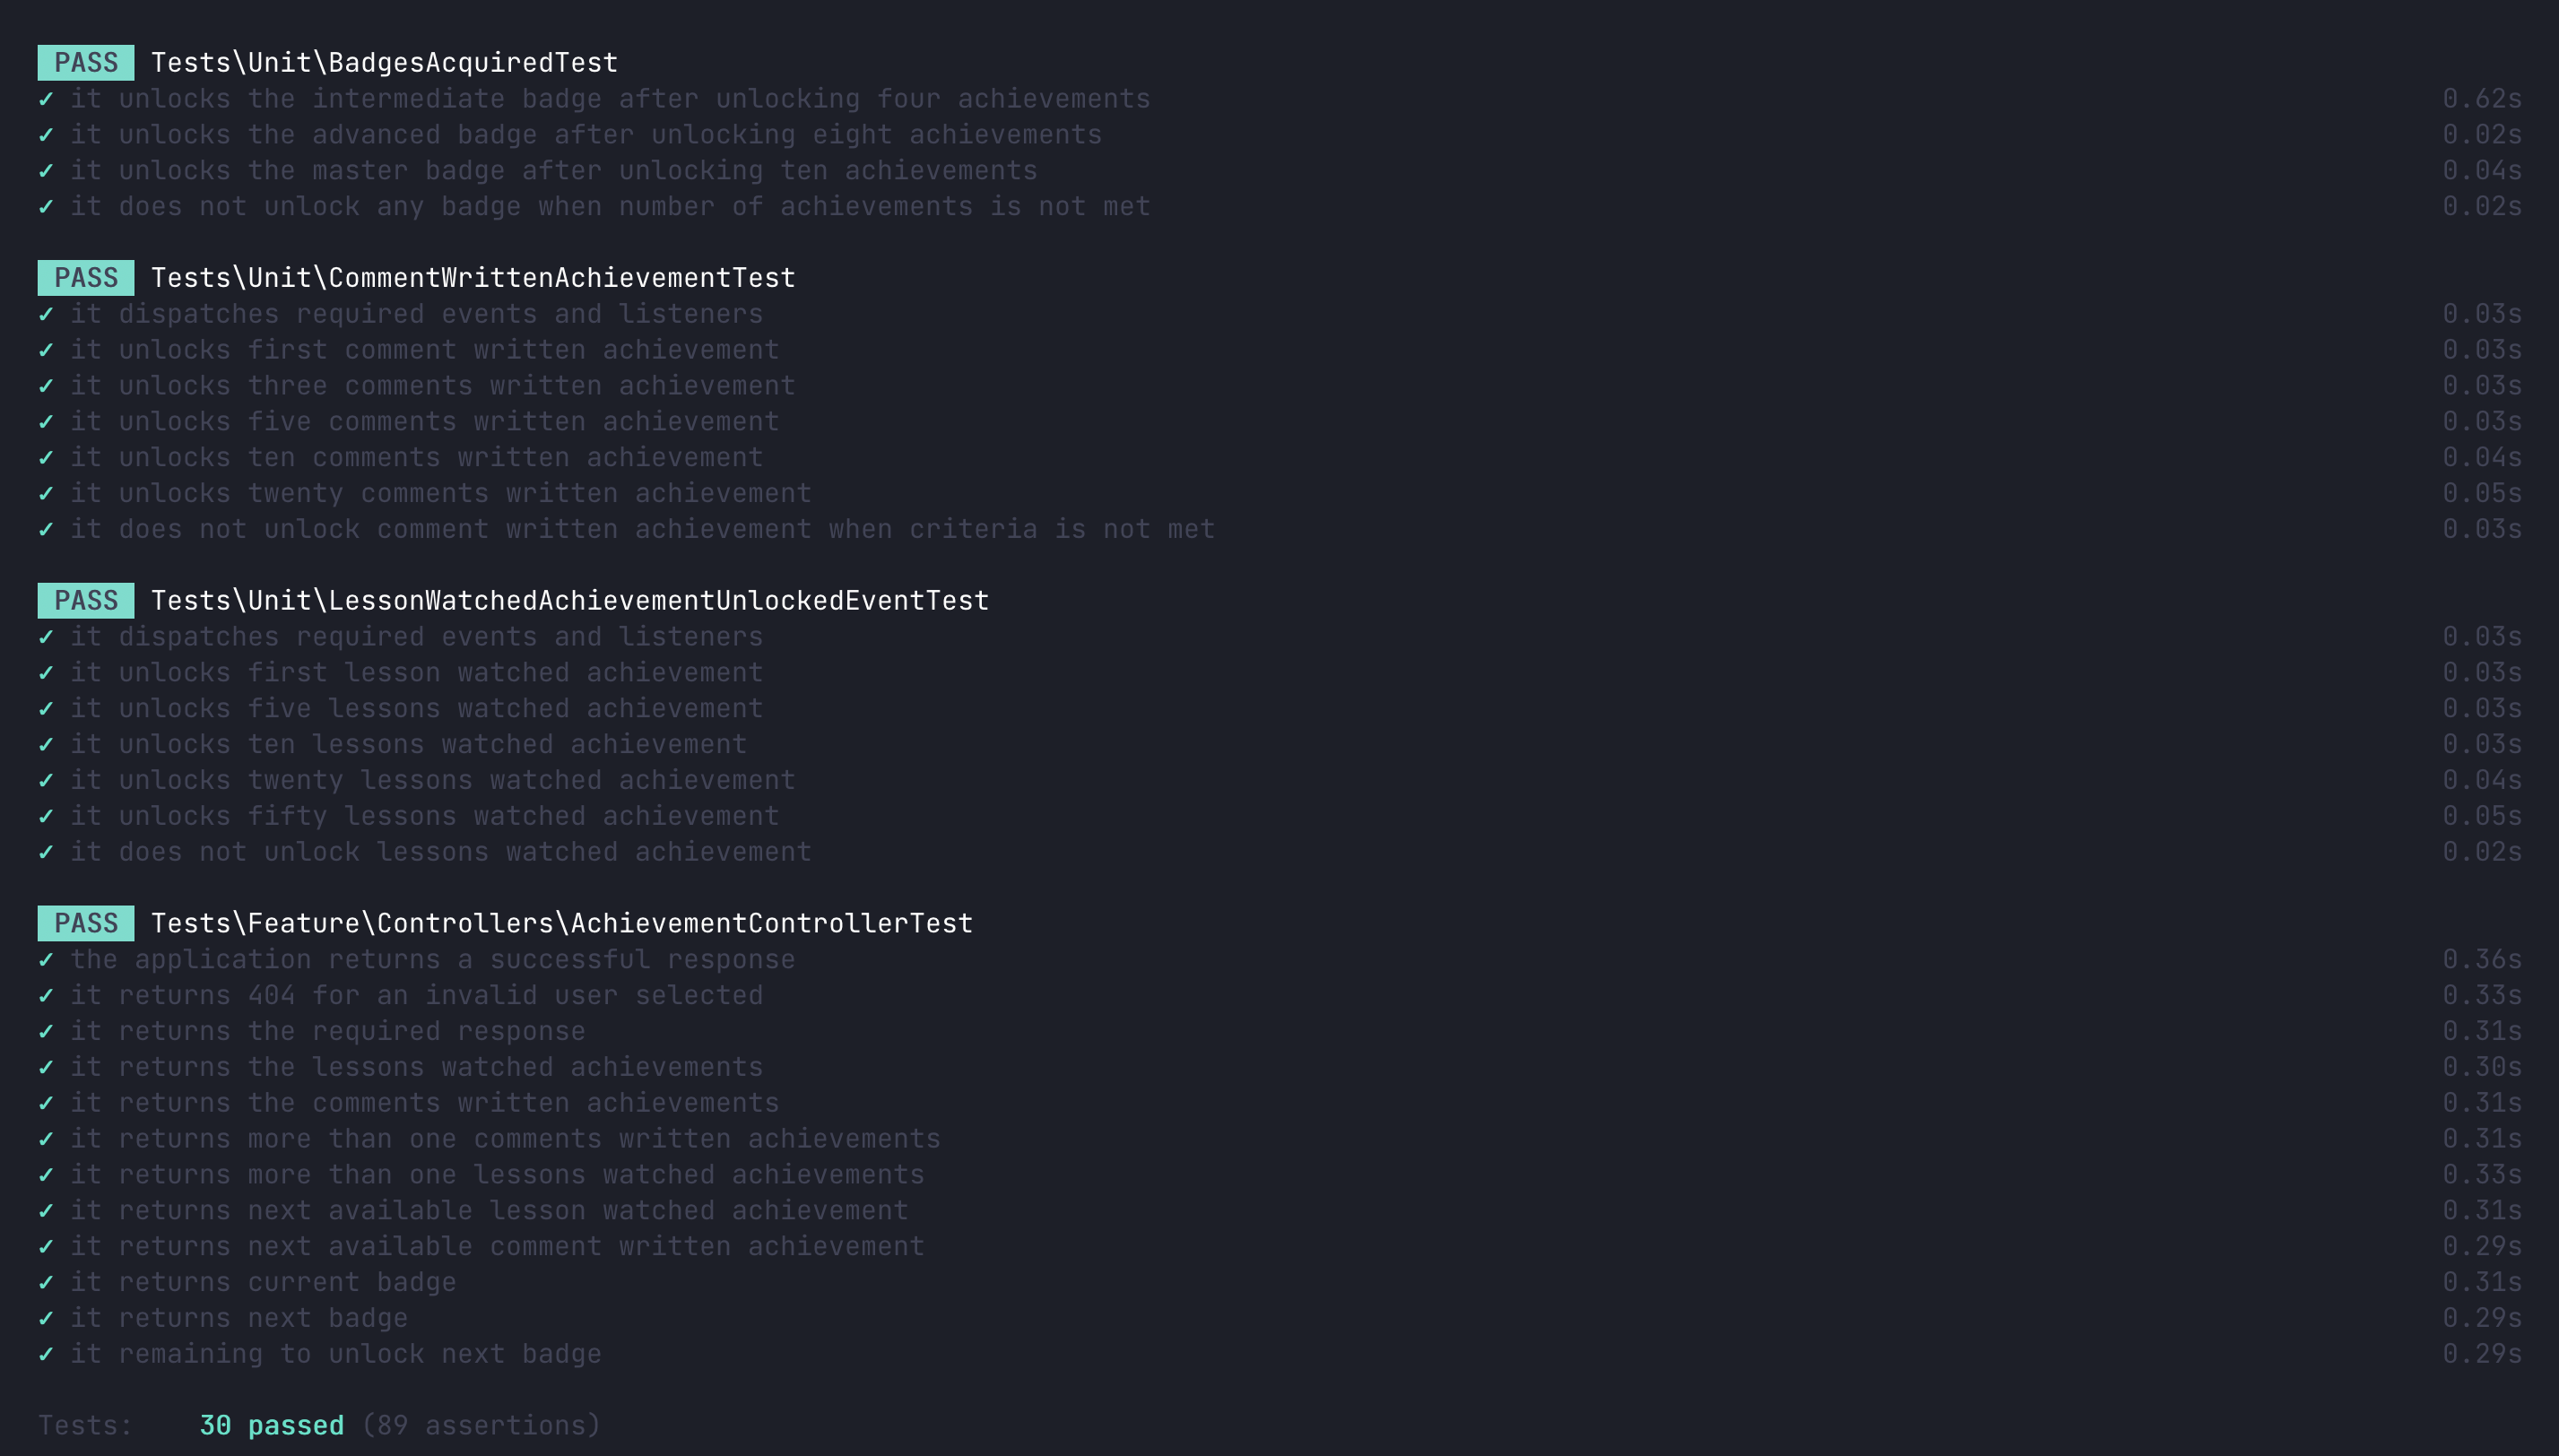 PASS Tests\Unit\BadgesAcquiredTest
✓ it unlocks the intermediate badge after unlocking four achievements 0.62s
✓ it unlocks the advanced badge after unlocking eight achievements 0.02s
✓ it unlocks the master badge after unlocking ten achievements 0.04s
✓ it does not unlock any badge when number of achievements is not met 0.02s
PASS Tests\Unit\CommentWrittenAchievementTest
✓ it dispatches required events and listeners 0.03s
✓ it unlocks first comment written achievement 0.03s
✓ it unlocks three comments written achievement 0.03s
✓ it unlocks five comments written achievement 0.03s
✓ it unlocks ten comments written achievement 0.04s
✓ it unlocks twenty comments written achievement 0.05s
✓ it does not unlock comment written achievement when criteria is not met 0.03s
PASS Tests\Unit\LessonWatchedAchievementUnlockedEventTest
✓ it dispatches required events and listeners 0.03s
✓ it unlocks first lesson watched achievement 0.03s
✓ it unlocks five lessons watched achievement 0.03s
✓ it unlocks ten lessons watched achievement 0.03s
✓ it unlocks twenty lessons watched achievement 0.04s
✓ it unlocks fifty lessons watched achievement 0.05s
✓ it does not unlock lessons watched achievement 0.02s
PASS Tests\Feature\Controllers\AchievementControllerTest
✓ the application returns a successful response 0.36s
✓ it returns 404 for an invalid user selected 0.33s
✓ it returns the required response 0.31s
✓ it returns the lessons watched achievements 0.30s
✓ it returns the comments written achievements 0.31s
✓ it returns more than one comments written achievements 0.31s
✓ it returns more than one lessons watched achievements 0.33s
✓ it returns next available lesson watched achievement 0.31s
✓ it returns next available comment written achievement 0.29s
✓ it returns current badge 0.31s
✓ it returns next badge 0.29s
✓ it remaining to unlock next badge 0.29s
Tests: 30 passed (89 assertions)